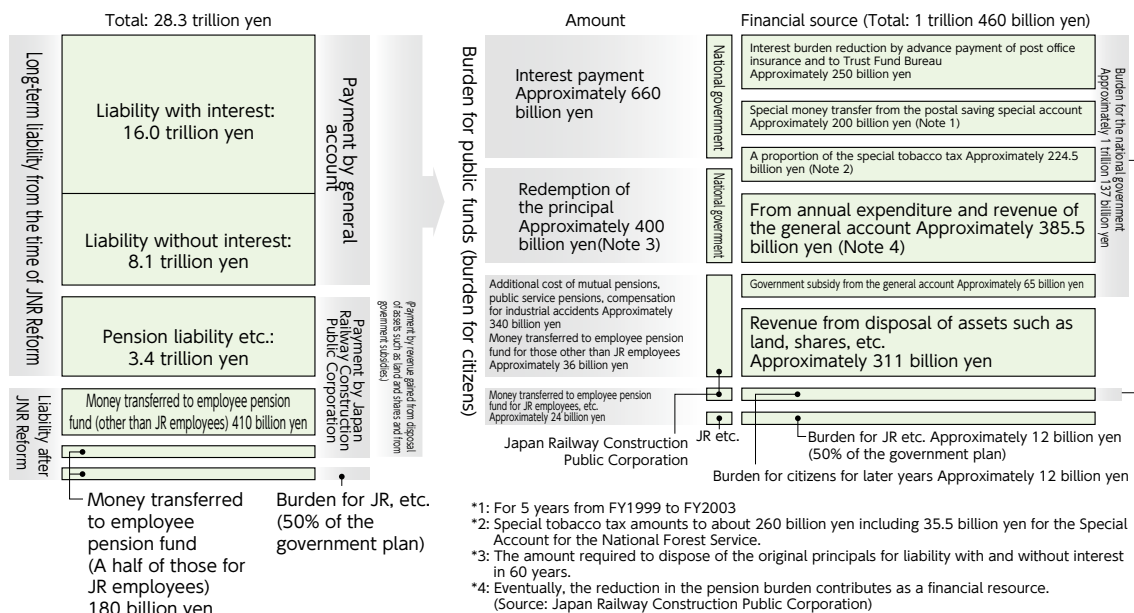 Total: 28.3 trillion yen
Long-term liability from the time of JNR Reform
Liability with interest:
16.0 trillion yen
Liability without interest:
8.1 trillion yen
Payment by general
account
Pension liability etc.:
3.4 trillion yen
Liability after
JNR Reform
Money transferred to employee pension
fund (other than JR employees) 410 billion yen
Payment by Japan
Railway Construction
Public Corporation
(Payment by revenue gained from disposal
of assets such as land and shares and from
government subsidies)
Money transferred
to employee
pension fund
(A half of those for
JR employees)
180 billion yen
Burden for JR, etc.
(50% of the
government plan)
Burden for public funds (burden for citizens)
Amount
Interest payment
Approximately 660
billion yen
Redemption of
the principal
Approximately 400
billion yen(Note 3)
Additional cost of mutual pensions,
public service pensions, compensation
for industrial accidents Approximately
340 billion yen
Money transferred to employee pension
fund for those other than JR employees
Approximately 36 billion yen
Money transferred to employee pension
fund for JR employees, etc.
Approximately 24 billion yen
National government
National government
Japan Railway Construction
Public Corporation
JR etc.
Financial source (Total: 1 trillion 460 billion yen)
Interest burden reduction by advance payment of post office
insurance and to Trust Fund Bureau
Approximately 250 billion yen
Special money transfer from the postal saving special account
Approximately 200 billion yen (Note 1)
A proportion of the special tobacco tax Approximately 224.5
billion yen (Note 2)
From annual expenditure and revenue of
the general account Approximately 385.5
billion yen (Note 4)
Government subsidy from the general account Approximately 65 billion yen
Revenue from disposal of assets such as
land, shares, etc.
Approximately 311 billion yen
Burden for the national government
Approximately 1 trillion 137 billion yen
Burden for JR etc. Approximately 12 billion yen
(50% of the government plan)
Burden for citizens for later years Approximately 12 billion yen
*1: For 5 years from FY1999 to FY2003
*2: Special tobacco tax amounts to about 260 billion yen including 35.5 billion yen for the Special
Account for the National Forest Service.
*3: The amount required to dispose of the original principals for liability with and without interest
in 60 years.
*4: Eventually, the reduction in the pension burden contributes as a financial resource.
(Source: Japan Railway Construction Public Corporation)